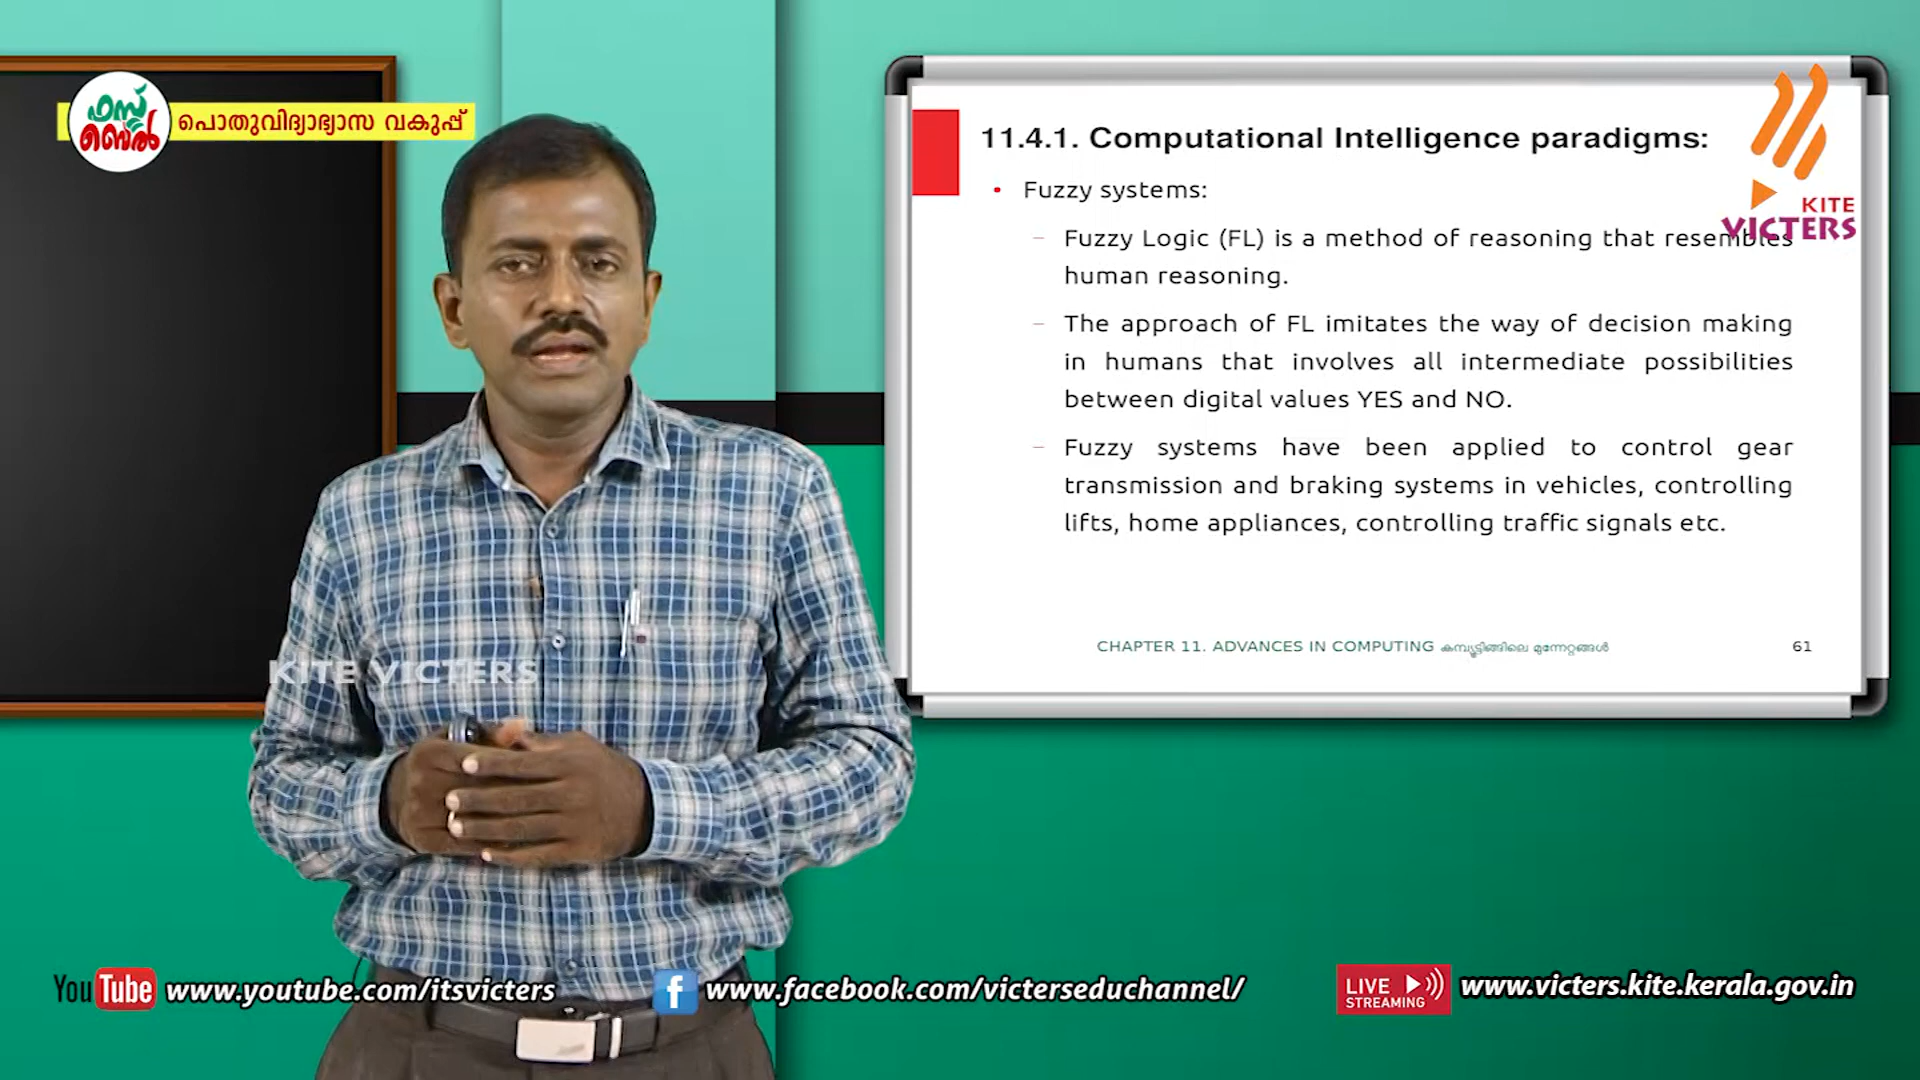 ഫസ്റ്റ്
ബെൽ
പൊതുവിദ്യാഭ്യാസ വകുപ്പ്
11.4.1. Computational Intelligence paradigms:
• Fuzzy systems:
– Fuzzy Logic (FL) is a method of reasoning that resembles
human reasoning.
– The approach of FL imitates the way of decision making
in humans that involves all intermediate possibilities
between digital values YES and NO.
– Fuzzy systems have been applied to control gear
transmission and braking systems in vehicles, controlling
lifts, home appliances, controlling traffic signals etc.
CHAPTER 11. ADVANCES IN COMPUTING കമ്പ്യൂട്ടിങ്ങിലെ മുന്നേറ്റങ്ങൾ 61
KITE
VICTERS
KITE VICTERS
YouTube www.youtube.com/itsvicters
f www.facebook.com/victerseduchannel/
LIVE
STREAMING
www.victers.kite.kerala.gov.in